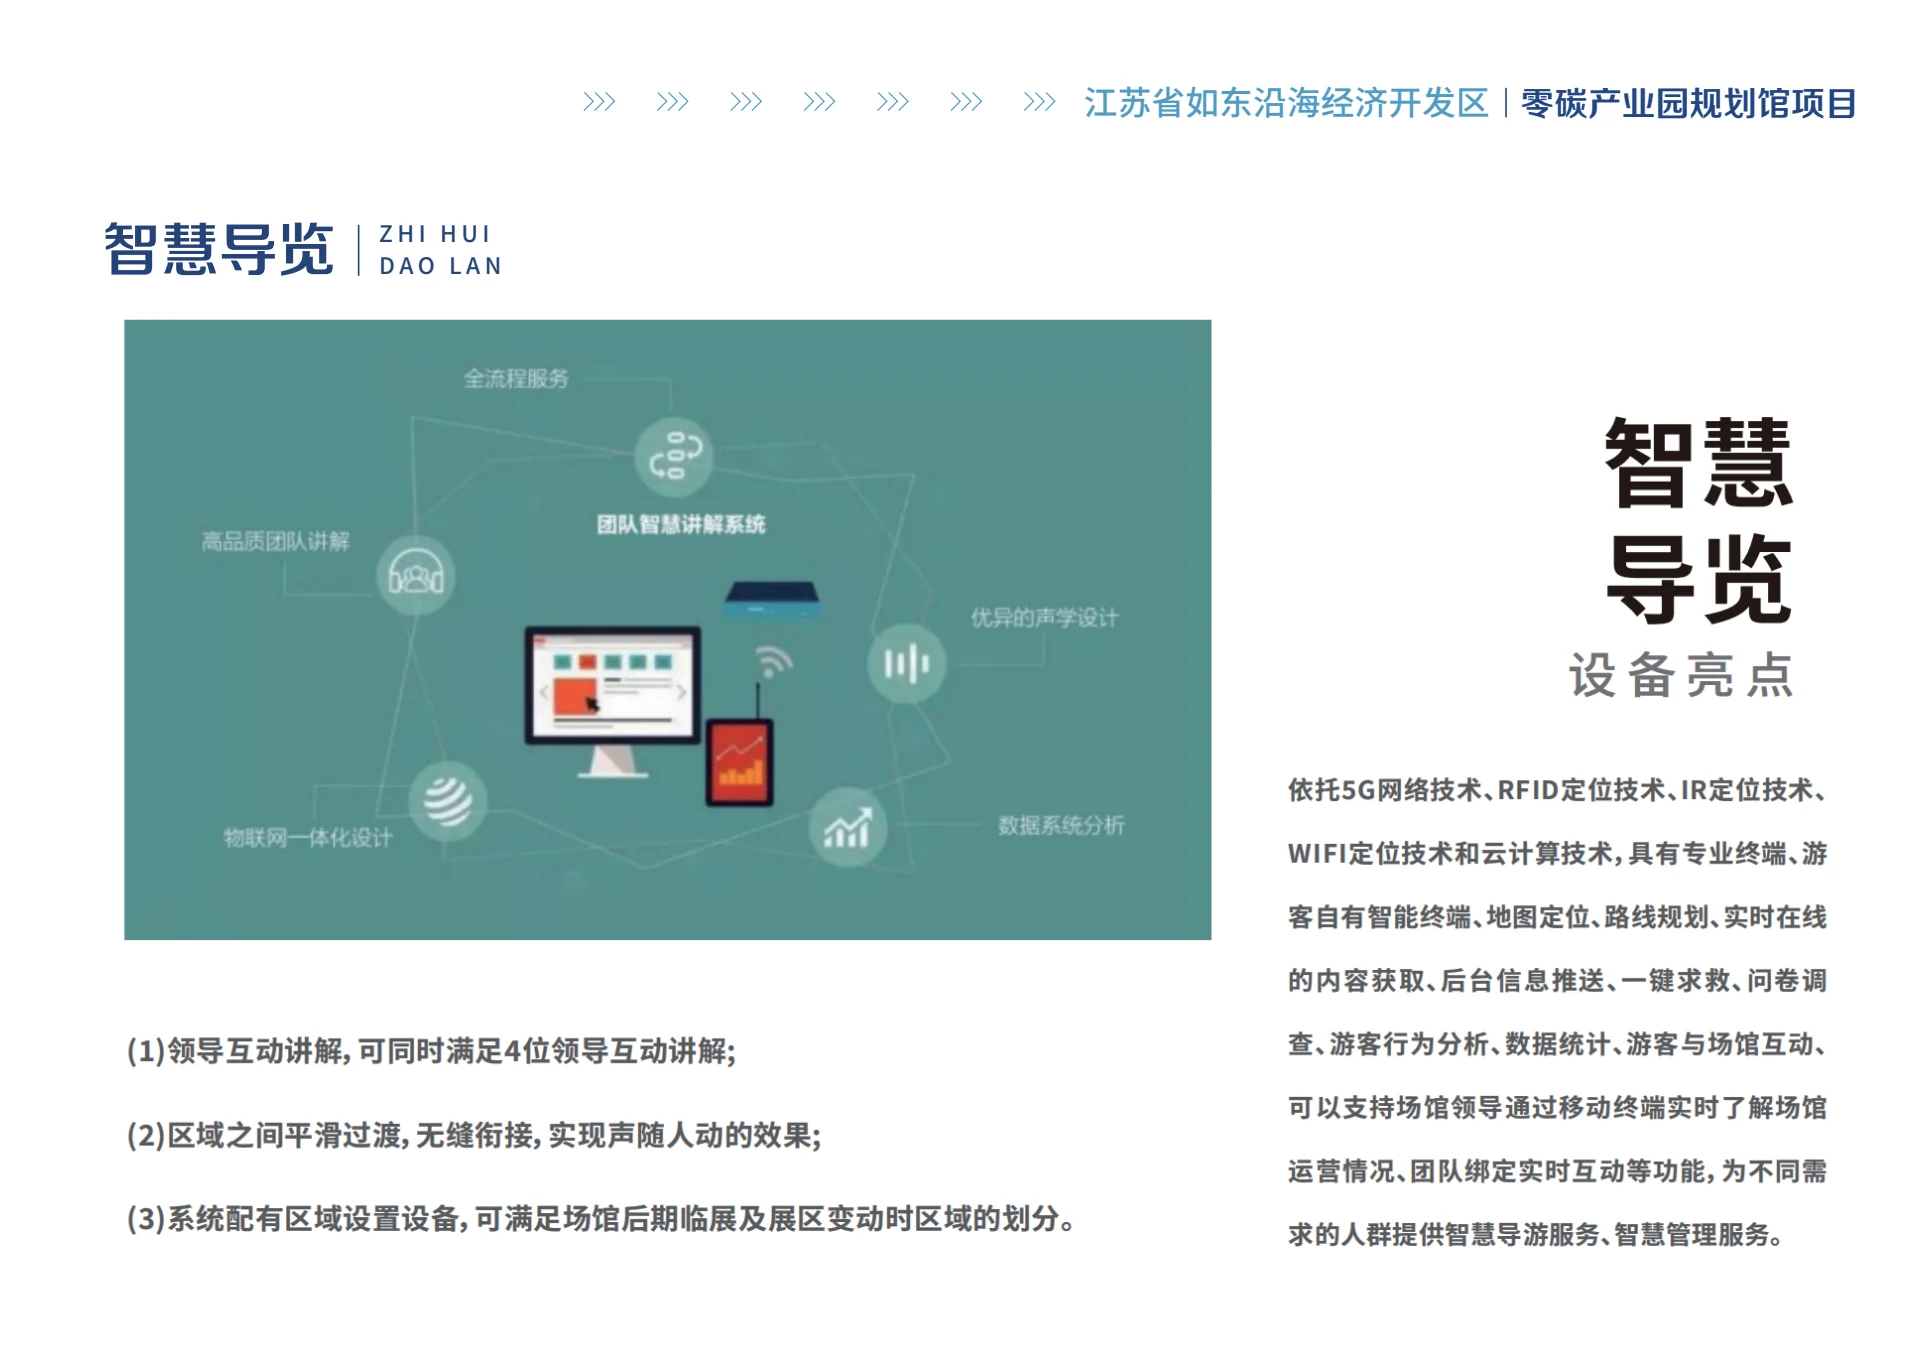 江苏省如东沿海经济开发区|零碳产业园规划馆项目
智慧导览
ZHI HUI
DAO LAN
全流程服务
团队智慧讲解系统
高品质团队讲解
优异的声学设计
物联网一体化设计
数据系统分析
智慧
导览
设备亮点
依托5G网络技术、RFID定位技术、IR定位技术、
WIFI定位技术和云计算技术,具有专业终端、游
客自有智能终端、地图定位、路线规划、实时在线
的内容获取、后台信息推送、一键求救、问卷调
查、游客行为分析、数据统计、游客与场馆互动、
可以支持场馆领导通过移动终端实时了解场馆
运营情况、团队绑定实时互动等功能,为不同需
求的人群提供智慧导游服务、智慧管理服务。
(1)领导互动讲解,可同时满足4位领导互动讲解;
(2)区域之间平滑过渡,无缝衔接,实现声随人动的效果;
(3)系统配有区域设置设备,可满足场馆后期临展及展区变动时区域的划分。